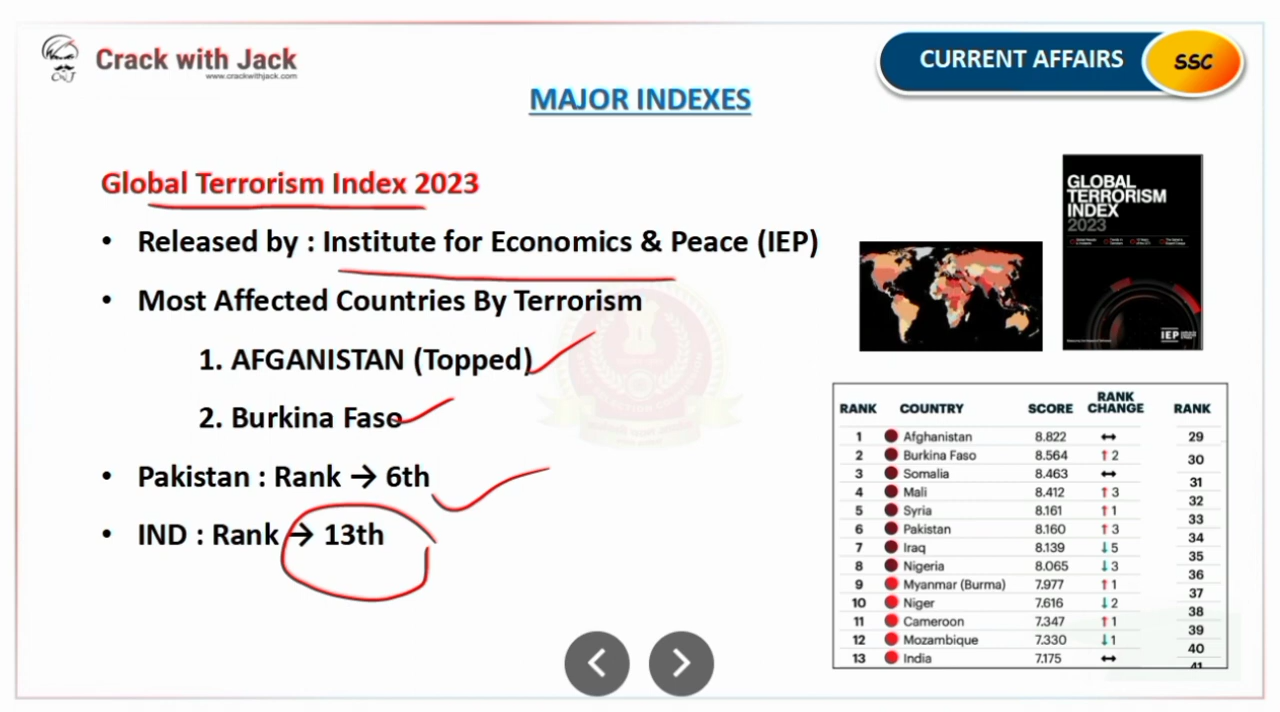 Crack with Jack
www.crackwithjack.com
CURRENT AFFAIRS
SSC
MAJOR INDEXES
Global Terrorism Index 2023
• Released by : Institute for Economics & Peace (IEP)
• Most Affected Countries By Terrorism
1. AFGANISTAN (Topped)
2. Burkina Faso
• Pakistan : Rank → 6th
• IND : Rank → 13th
GLOBAL
TERRORISM
INDEX
2023
IEP
RANK COUNTRY SCORE RANK CHANGE RANK
1 Afghanistan 8.822 ↔ 29
2 Burkina Faso 8.564 ↑ 2 30
3 Somalia 8.463 ↔ 31
4 Mali 8.412 ↑ 3 32
5 Syria 8.161 ↑ 1 33
6 Pakistan 8.160 ↑ 3 34
7 Iraq 8.139 ↓ 5 35
8 Nigeria 8.065 ↓ 3 36
9 Myanmar (Burma) 7.977 ↑ 1 37
10 Niger 7.616 ↓ 2 38
11 Cameroon 7.347 ↑ 1 39
12 Mozambique 7.330 ↓ 1 40
13 India 7.175 ↔ 41